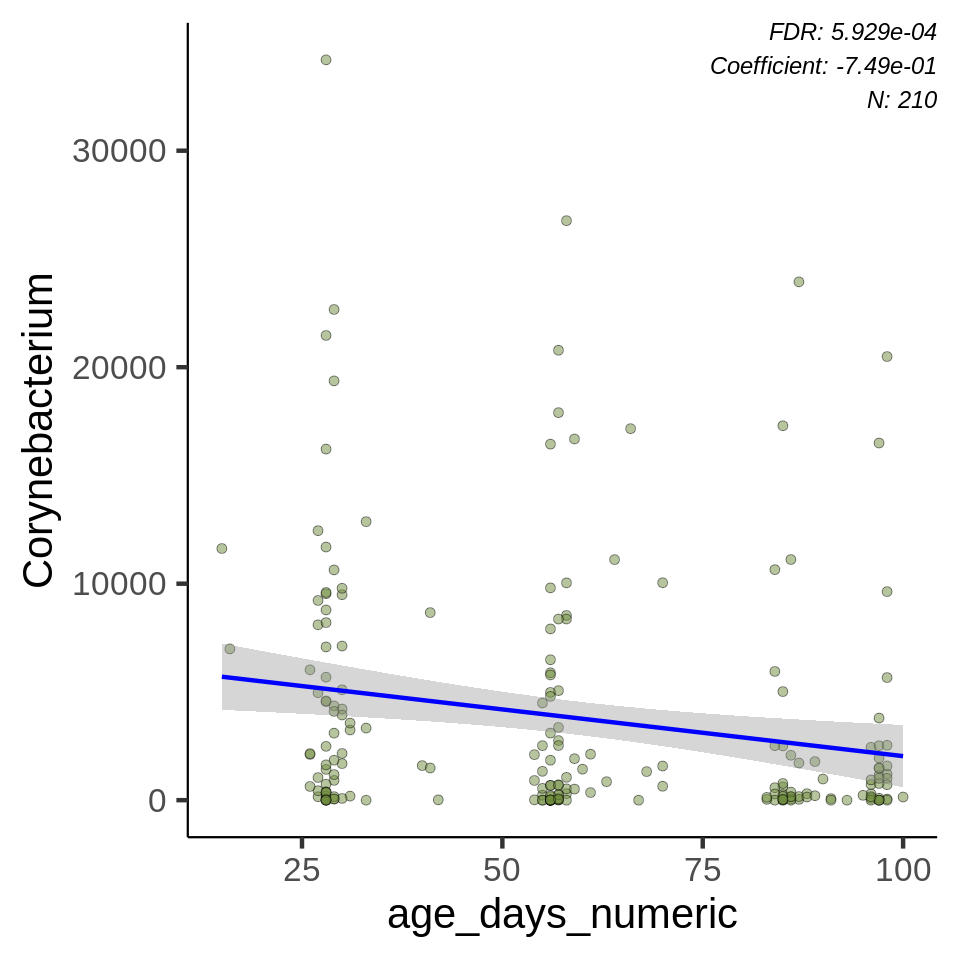 FDR: 5.929e-04
Coefficient: -7.49e-01
N: 210
30000
20000
10000
0
Corynebacterium
25 50 75 100
age_days_numeric